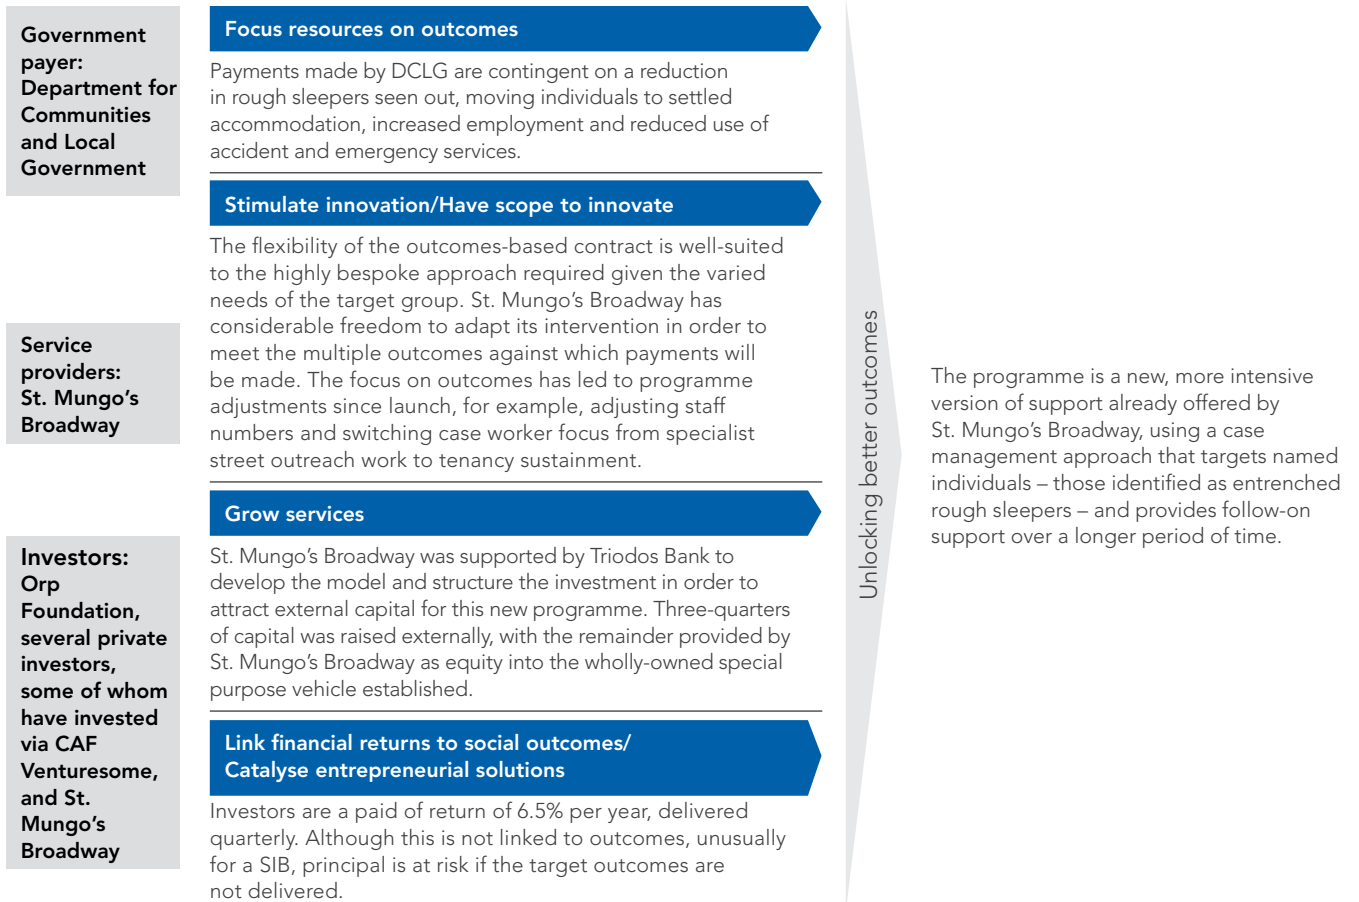 Government
payer:
Department for
Communities
and Local
Government
Focus resources on outcomes
Payments made by DCLG are contingent on a reduction
in rough sleepers seen out, moving individuals to settled
accommodation, increased employment and reduced use of
accident and emergency services.
Stimulate innovation/Have scope to innovate
The flexibility of the outcomes-based contract is well-suited
to the highly bespoke approach required given the varied
needs of the target group. St. Mungo’s Broadway has
considerable freedom to adapt its intervention in order to
meet the multiple outcomes against which payments will
be made. The focus on outcomes has led to programme
adjustments since launch, for example, adjusting staff
numbers and switching case worker focus from specialist
street outreach work to tenancy sustainment.
Service
providers:
St. Mungo’s
Broadway
Grow services
St. Mungo’s Broadway was supported by Triodos Bank to
develop the model and structure the investment in order to
attract external capital for this new programme. Three-quarters
of capital was raised externally, with the remainder provided by
St. Mungo’s Broadway as equity into the wholly-owned special
purpose vehicle established.
Investors:
Orp
Foundation,
several private
investors,
some of whom
have invested
via CAF
Venturesome,
and St.
Mungo’s
Broadway
Link financial returns to social outcomes/
Catalyse entrepreneurial solutions
Investors are a paid of return of 6.5% per year, delivered
quarterly. Although this is not linked to outcomes, unusually
for a SIB, principal is at risk if the target outcomes are
not delivered.
Unlocking better outcomes
The programme is a new, more intensive
version of support already offered by
St. Mungo’s Broadway, using a case
management approach that targets named
individuals – those identified as entrenched
rough sleepers – and provides follow-on
support over a longer period of time.